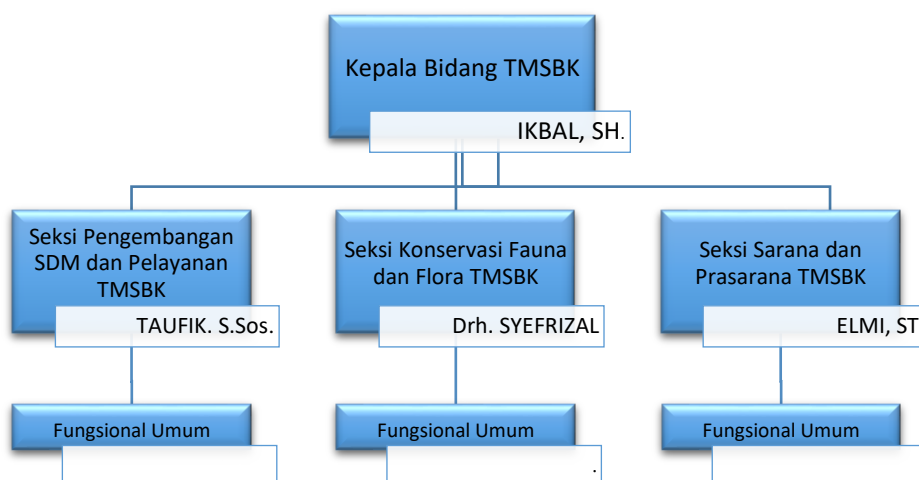 Kepala Bidang TMSBK
IKBAL, SH.
Seksi Pengembangan
SDM dan Pelayanan
TMSBK
TAUFIK. S.Sos.
Seksi Konservasi Fauna
dan Flora TMSBK
Drh. SYEFRIZAL
Seksi Sarana dan
Prasarana TMSBK
ELMI, ST
Fungsional Umum
Fungsional Umum
.
Fungsional Umum